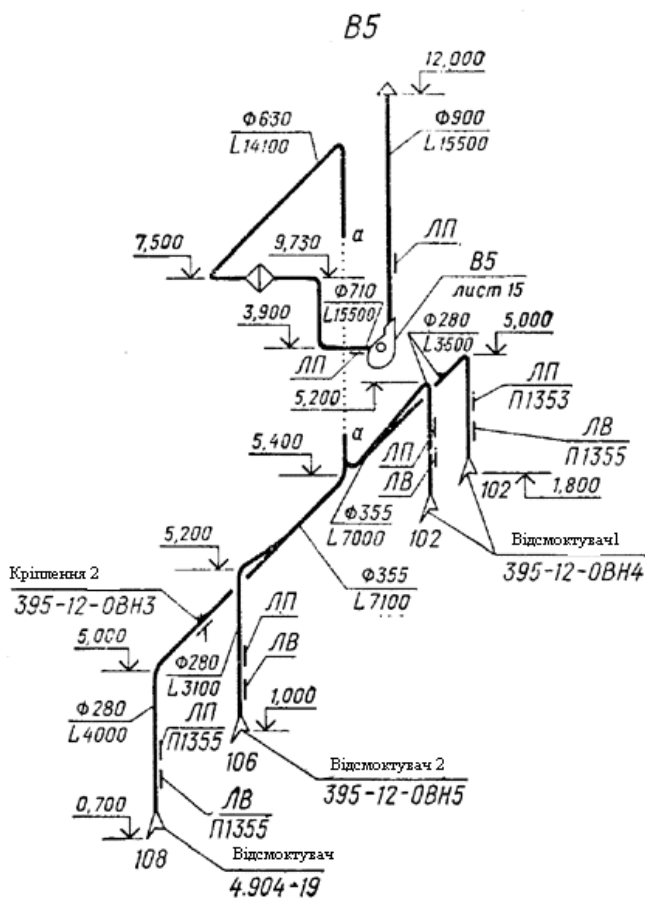 В5
12,000
Ф630
L14100
Ф900
L15500
а
ЛП
7,500
9,730
В5
лист 15
Ф710
L15500
Ф280
L3500
5,000
3,900
ЛП
5,200
ЛП
П1353
а
ЛП
ЛВ
П1355
5,400
ЛВ
102
1,800
Ф355
L7000
102
5,200
Відсмоктувач1
395-12-ОВН4
Кріплення 2
395-12-ОВН3
Ф355
L7100
5,000
ЛП
Ф280
L3100
ЛВ
Ф280
L4000
ЛП
П1355
1,000
106
Відсмоктувач 2
395-12-ОВН5
0,700
ЛВ
П1355
108
Відсмоктувач
4.904-19